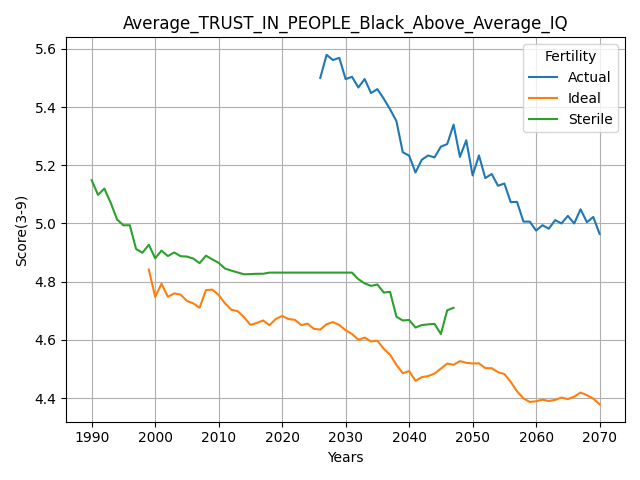 Average_TRUST_IN_PEOPLE_Black_Above_Average_IQ
Fertility
Actual
Ideal
Sterile
Score(3-9)
5.6
5.4
5.2
5.0
4.8
4.6
4.4
1990 2000 2010 2020 2030 2040 2050 2060 2070
Years